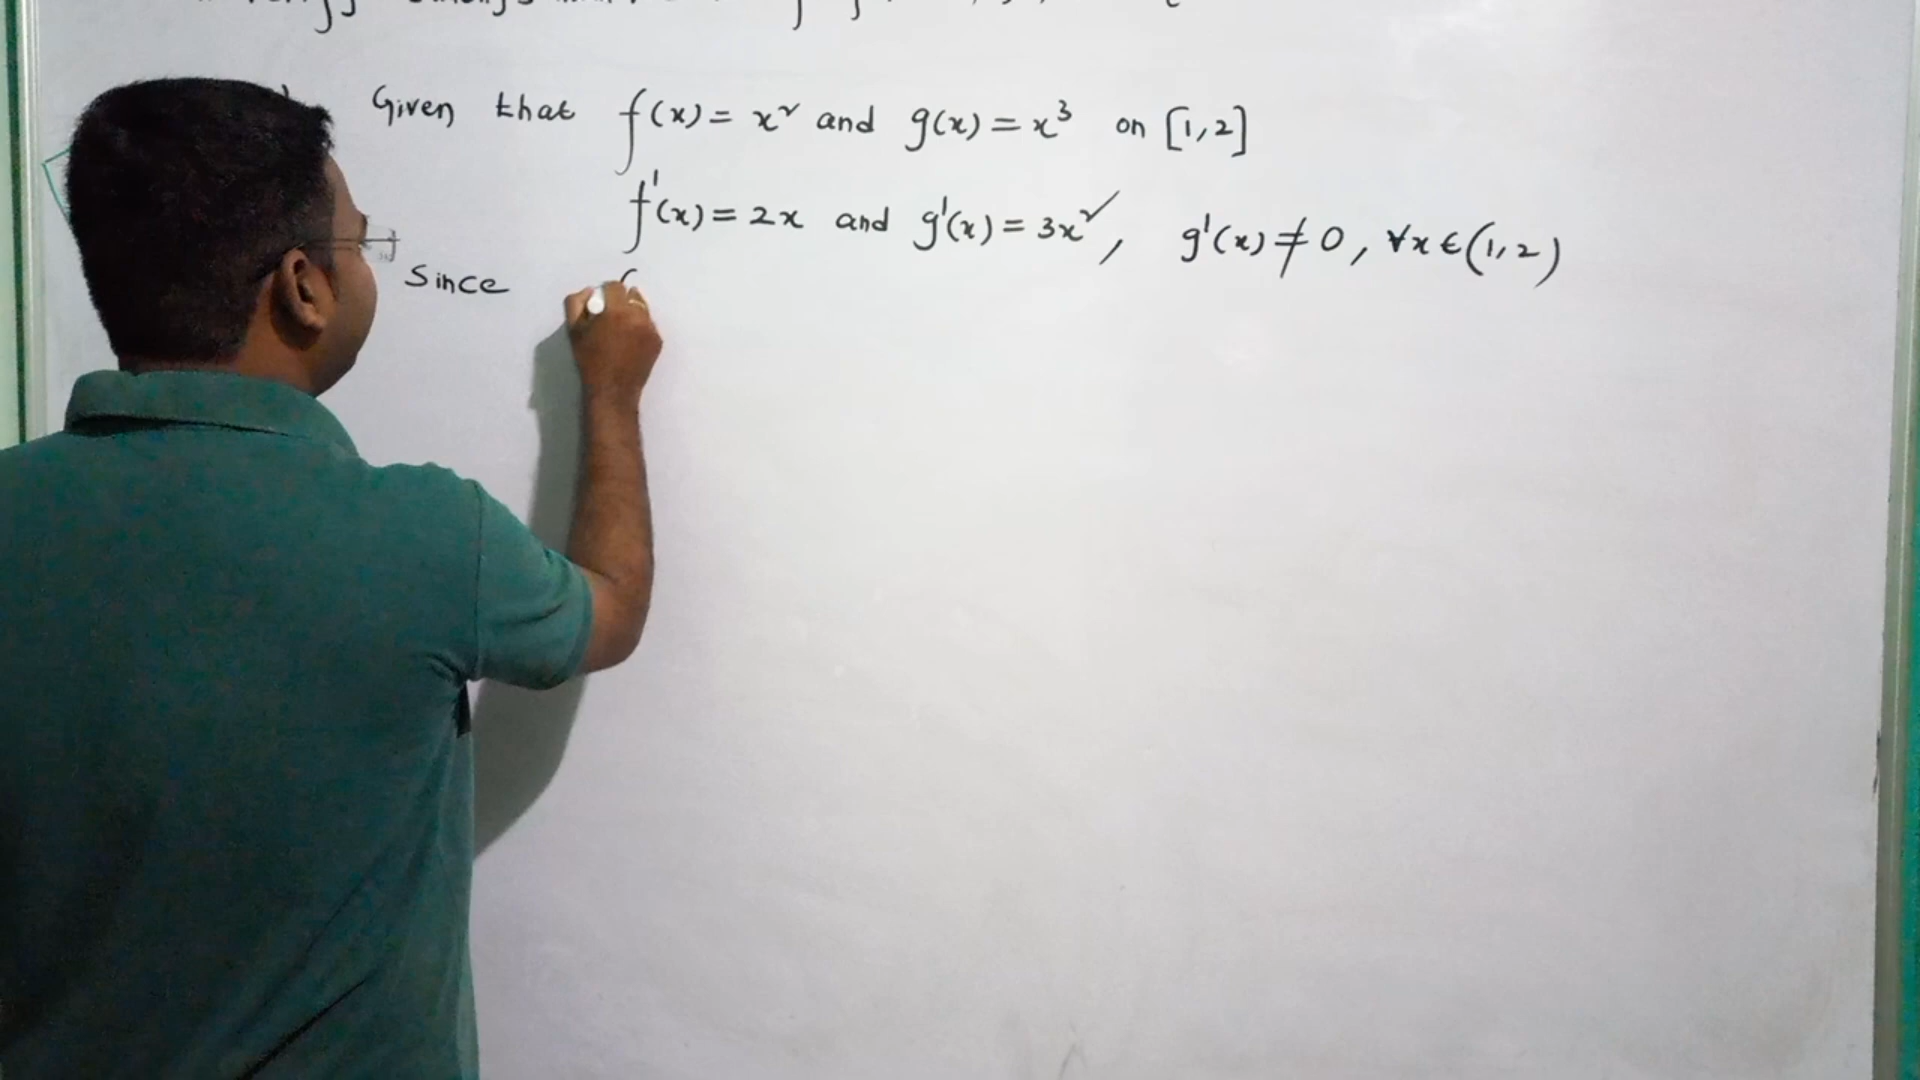 Given that f(x) = x² and g(x) = x³ on [1,2]
f'(x) = 2x and g'(x) = 3x², g'(x) ≠ 0, ∀x ∈ (1,2)
Since